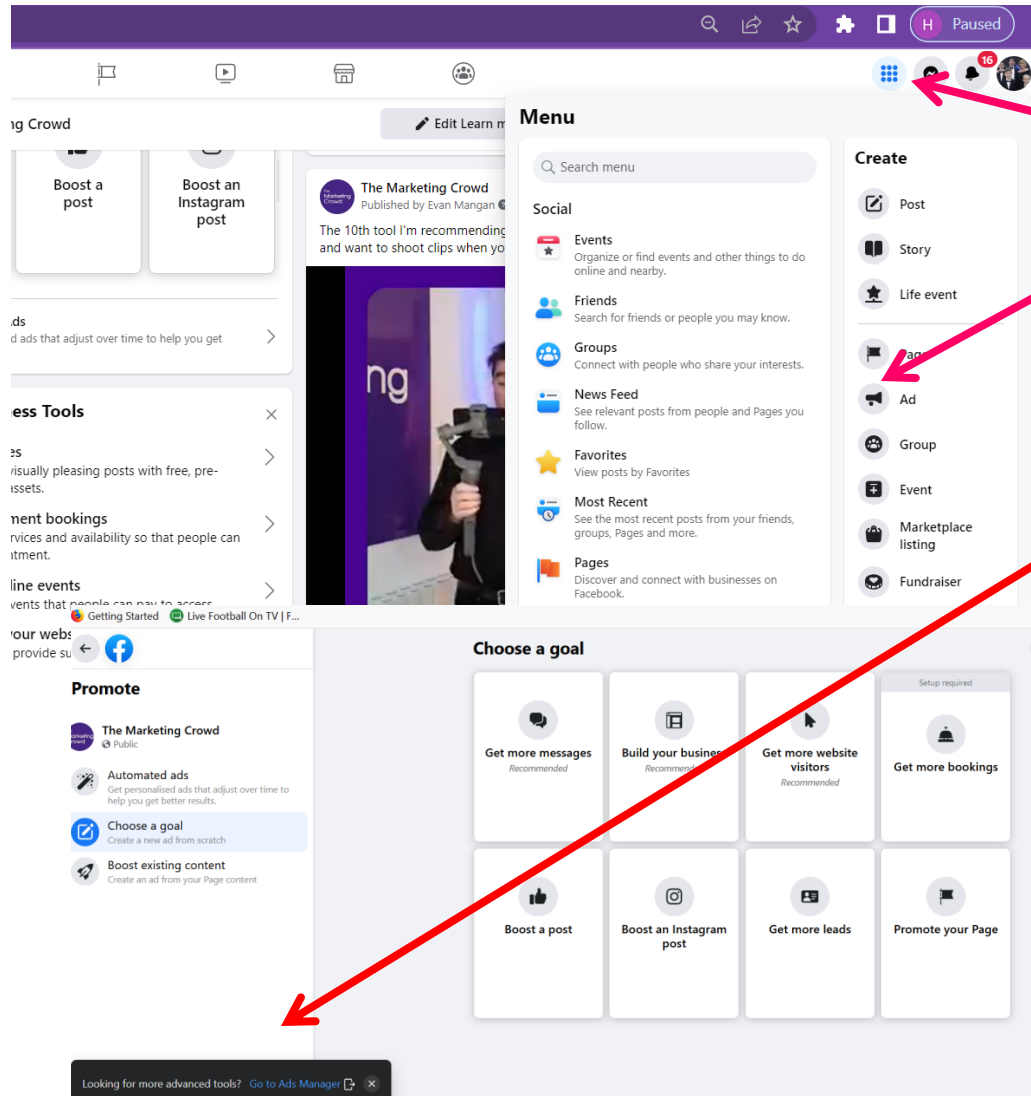 H Paused
16
ng Crowd
Edit Learn m
Boost a
post
Boost an
Instagram
post
Ads
d ads that adjust over time to help you get
ess Tools
es
visually pleasing posts with free, pre-
assets.
ment bookings
rvices and availability so that people can
ntment.
line events
vents that people can pay to access
your webs
provide su
The Marketing Crowd
Published by Evan Mangan
The 10th tool I'm recommending
and want to shoot clips when yo
ng
Menu
Search menu
Social
Events
Organize or find events and other things to do
online and nearby.
Friends
Search for friends or people you may know.
Groups
Connect with people who share your interests.
News Feed
See relevant posts from people and Pages you
follow.
Favorites
View posts by Favorites
Most Recent
See the most recent posts from your friends,
groups, Pages and more.
Pages
Discover and connect with businesses on
Facebook.
Create
Post
Story
Life event
Page
Ad
Group
Event
Marketplace
listing
Fundraiser
Getting Started Live Football On TV | F...
Promote
The Marketing Crowd
Public
Automated ads
Get personalised ads that adjust over time to
help you get better results.
Choose a goal
Create a new ad from scratch
Boost existing content
Create an ad from your Page content
Looking for more advanced tools? Go to Ads Manager
Choose a goal
Get more messages
Recommended
Build your business
Recommended
Get more website
visitors
Recommended
Setup required
Get more bookings
Boost a post
Boost an Instagram
post
Get more leads
Promote your Page